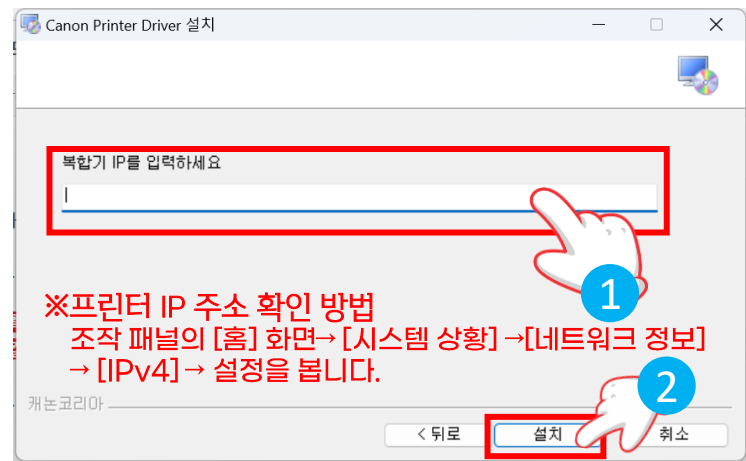 Canon Printer Driver 설치
복합기 IP를 입력하세요
1
※프린터 IP 주소 확인 방법
조작 패널의 [홈] 화면→ [시스템 상황] →[네트워크 정보]
→ [IPv4] → 설정을 봅니다.
2
캐논코리아
< 뒤로 설치 취소